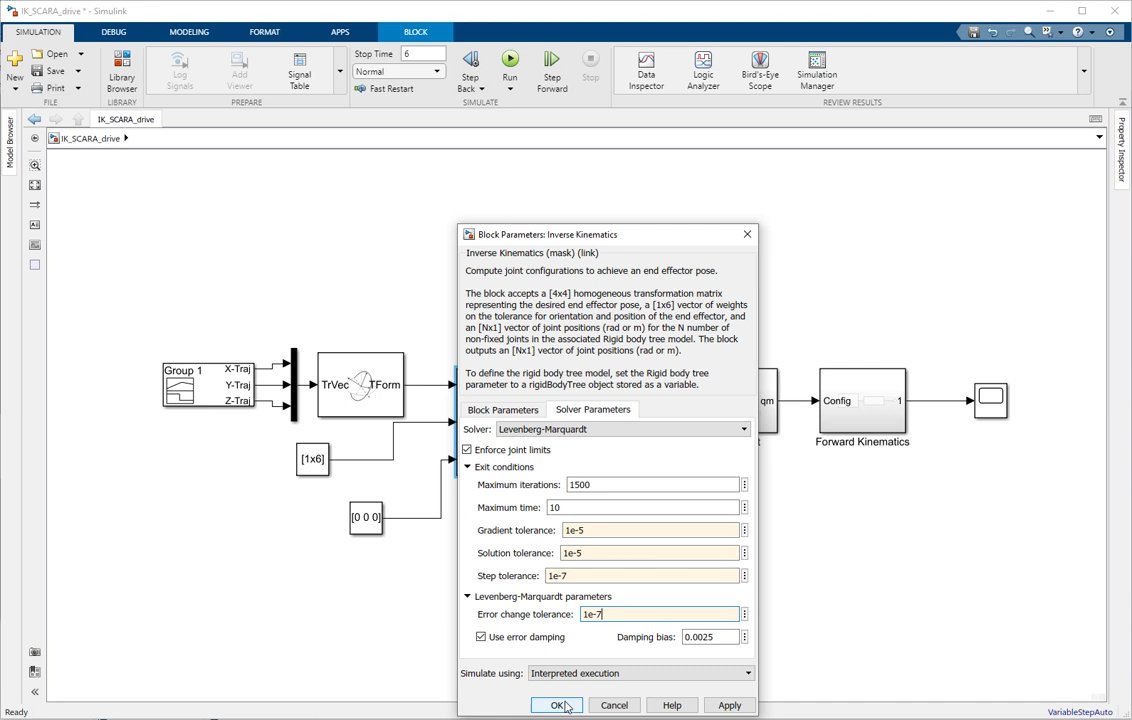 IK_SCARA_drive * - Simulink
SIMULATION DEBUG MODELING FORMAT APPS BLOCK
New
Open
Save
Print
FILE
Library Browser
LIBRARY
Log Signals
Add Viewer
Signal Table
PREPARE
Stop Time 6
Normal
Fast Restart
Step Back
Run
Step Forward
Stop
SIMULATE
Data Inspector
Logic Analyzer
Bird's-Eye Scope
Simulation Manager
REVIEW RESULTS
Model Browser
IK_SCARA_drive
IK_SCARA_drive
Property Inspector
Group 1
X-Traj
Y-Traj
Z-Traj
TrVec TForm
[1x6]
[0 0 0]
qm
Config 1
Forward Kinematics
Block Parameters: Inverse Kinematics
Inverse Kinematics (mask) (link)
Compute joint configurations to achieve an end effector pose.
The block accepts a [4x4] homogeneous transformation matrix
representing the desired end effector pose, a [1x6] vector of weights
on the tolerance for orientation and position of the end effector, and
an [Nx1] vector of joint positions (rad or m) for the N number of
non-fixed joints in the associated Rigid body tree model. The block
outputs an [Nx1] vector of joint positions (rad or m).
To define the rigid body tree model, set the Rigid body tree
parameter to a rigidBodyTree object stored as a variable.
Block Parameters Solver Parameters
Solver: Levenberg-Marquardt
Enforce joint limits
Exit conditions
Maximum iterations: 1500
Maximum time: 10
Gradient tolerance: 1e-5
Solution tolerance: 1e-5
Step tolerance: 1e-7
Levenberg-Marquardt parameters
Error change tolerance: 1e-7
Use error damping Damping bias: 0.0025
Simulate using: Interpreted execution
OK Cancel Help Apply
Ready VariableStepAuto